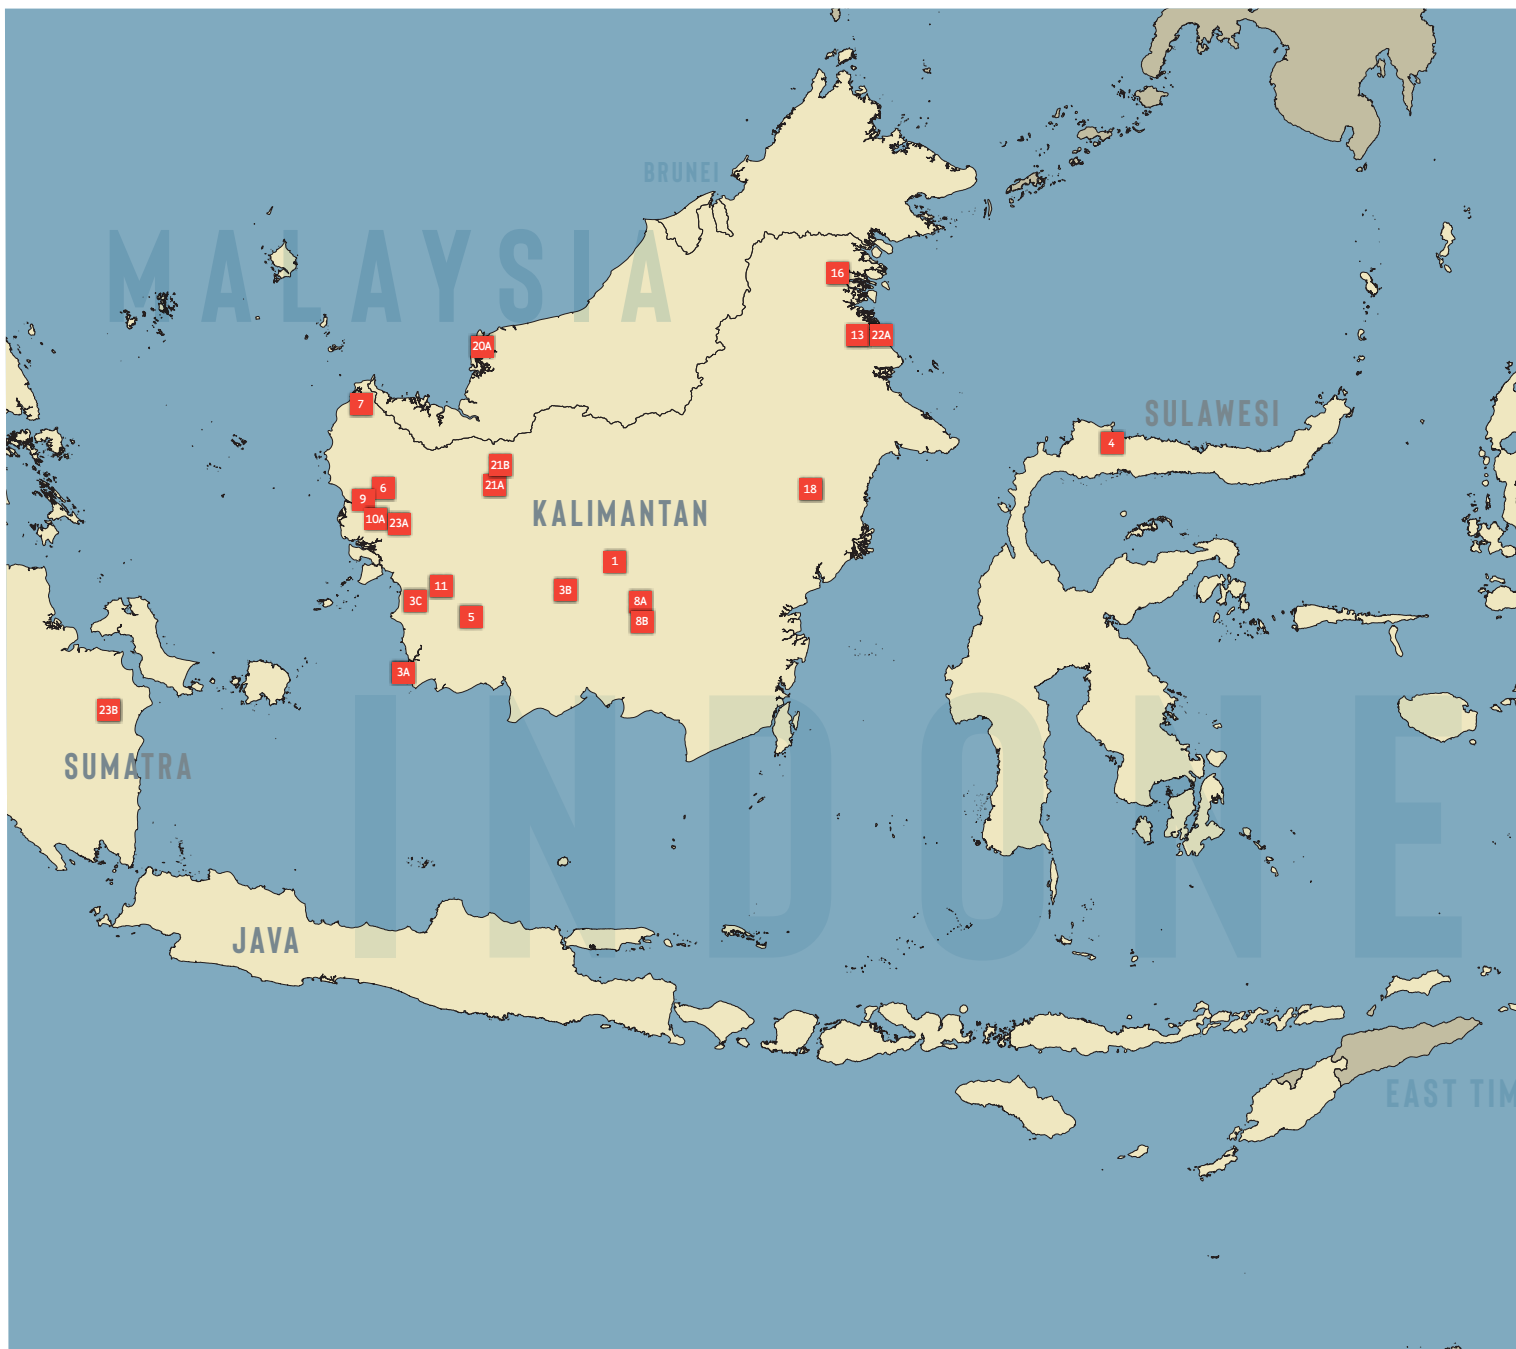 BRUNEI
MALAYSIA
16
13
22A
20A
7
SULAWESI
4
21B
21A
6
9
10A
23A
18
KALIMANTAN
1
11
3C
3B
8A
5
8B
3A
23B
INDONE
SUMATRA
JAVA
EAST TIM